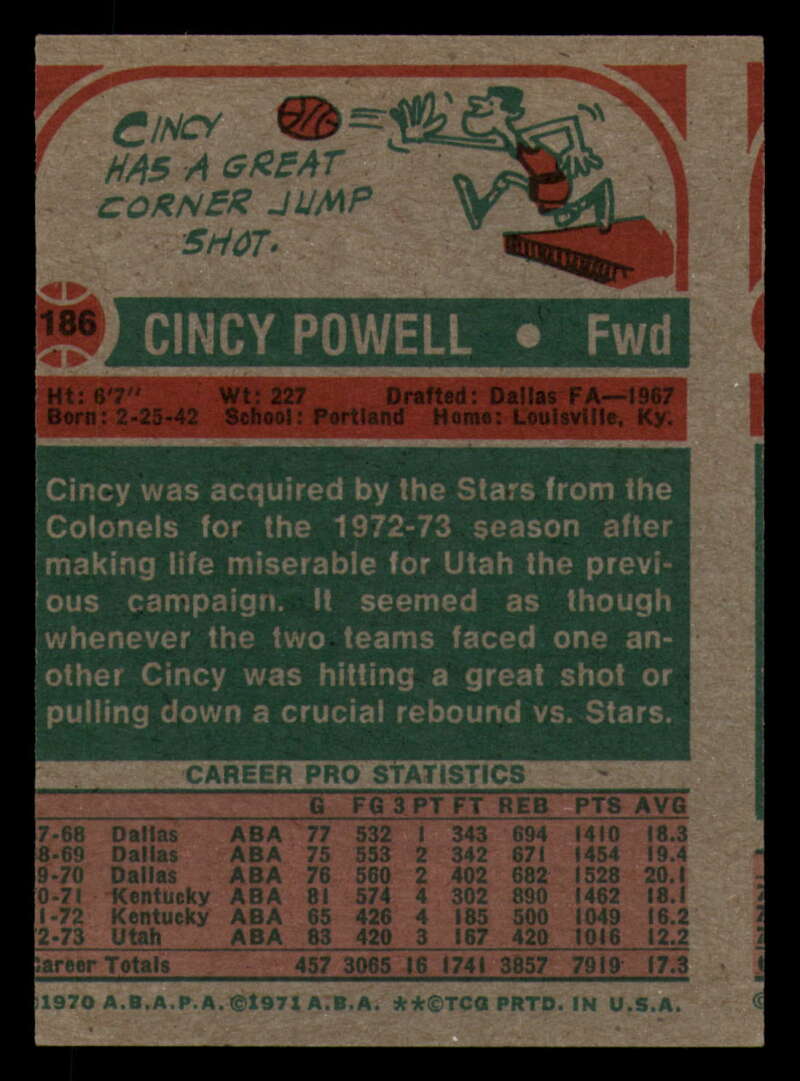 CINCY
HAS A GREAT
CORNER JUMP
SHOT.
186 CINCY POWELL • Fwd
Ht: 6'7" Wt: 227 Drafted: Dallas FA—1967
Born: 2-25-42 School: Portland Home: Louisville, Ky.
Cincy was acquired by the Stars from the
Colonels for the 1972-73 season after
making life miserable for Utah the previ-
ous campaign. It seemed as though
whenever the two teams faced one an-
other Cincy was hitting a great shot or
pulling down a crucial rebound vs. Stars.
CAREER PRO STATISTICS
G FG 3 PT FT REB PTS AVG
7-68 Dallas ABA 77 532 1 343 694 1410 18.3
8-69 Dallas ABA 75 553 2 342 671 1454 19.4
9-70 Dallas ABA 76 560 2 402 682 1528 20.1
0-71 Kentucky ABA 81 574 4 302 890 1462 18.1
1-72 Kentucky ABA 65 426 4 185 500 1049 16.2
2-73 Utah ABA 83 420 3 167 420 1016 12.2
Career Totals 457 3065 16 1741 3857 7919 17.3
©1970 A.B.A.P.A. ©1971 A.B.A. **©TCG PRTD. IN U.S.A.